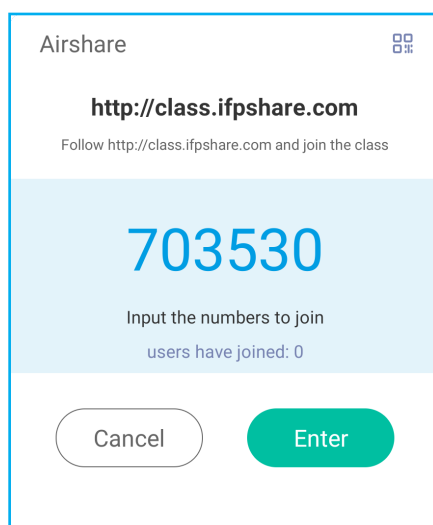 Airshare
http://class.ifpshare.com
Follow http://class.ifpshare.com and join the class
703530
Input the numbers to join
users have joined: 0
Cancel
Enter